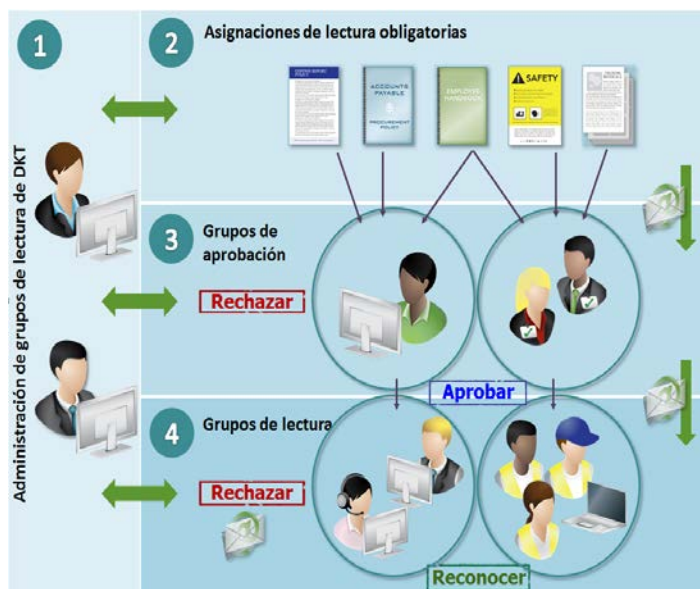 1
Administración de grupos de lectura de DKT
2
Asignaciones de lectura obligatorias
ACCOUNTS
PAYABLE
PROCUREMENT
POLICY
EMPLOYEE
HANDBOOK
SAFETY
3
Grupos de
aprobación
Rechazar
Aprobar
4
Grupos de lectura
Rechazar
Reconocer